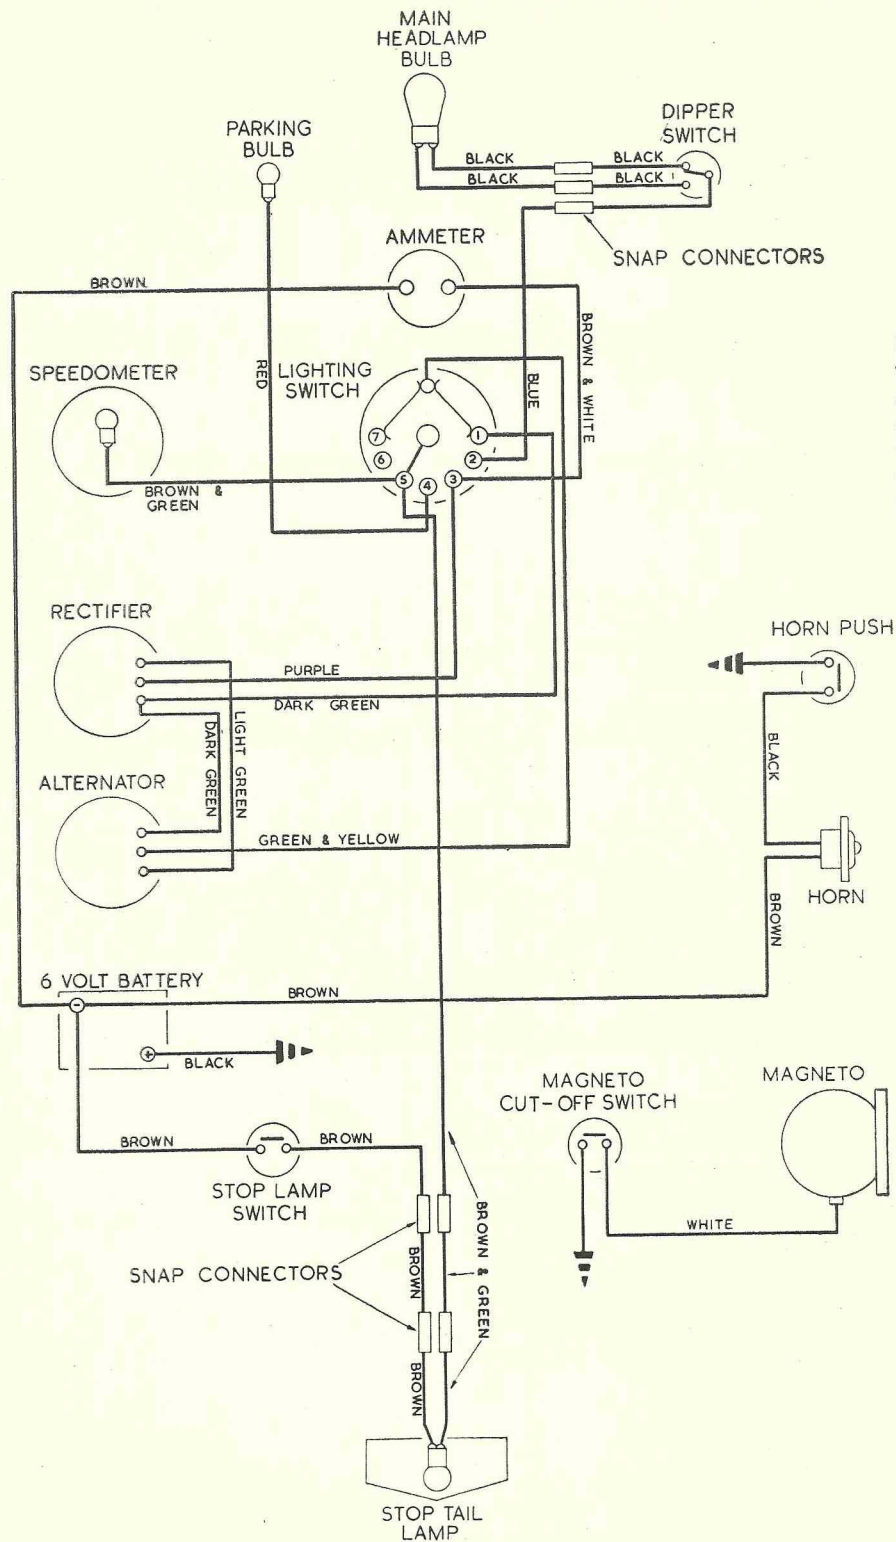 MAIN
HEADLAMP
BULB
DIPPER
SWITCH
PARKING
BULB
BLACK
BLACK
BLACK
BLACK
SNAP CONNECTORS
AMMETER
BROWN
BROWN & WHITE
SPEEDOMETER
RED
LIGHTING
SWITCH
BLUE
7
1
6
2
5
4
3
BROWN &
GREEN
RECTIFIER
HORN PUSH
PURPLE
DARK GREEN
DARK GREEN
LIGHT GREEN
BLACK
ALTERNATOR
GREEN & YELLOW
HORN
BROWN
6 VOLT BATTERY
-
BROWN
+
BLACK
MAGNETO
CUT-OFF SWITCH
MAGNETO
BROWN
BROWN
STOP LAMP
SWITCH
WHITE
SNAP CONNECTORS
BROWN
BROWN & GREEN
BROWN
STOP TAIL
LAMP